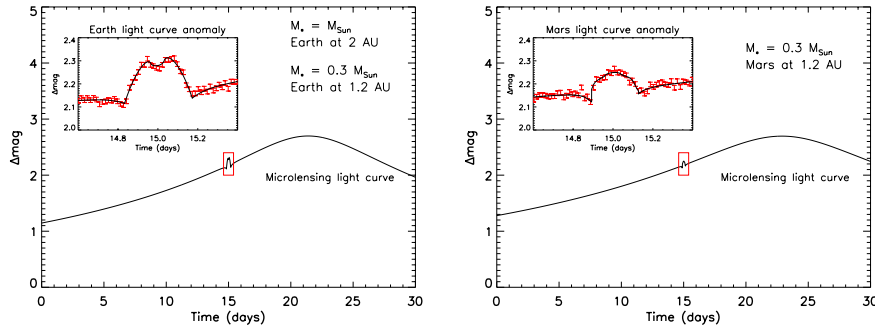 Earth light curve anomaly
Δmag
2.4
2.3
2.2
2.1
2.0
14.8 15.0 15.2
Time (days)
M* = MSun
Earth at 2 AU
M* = 0.3 MSun
Earth at 1.2 AU
Microlensing light curve
Δmag
5
4
3
2
1
0
0 5 10 15 20 25 30
Time (days)
Mars light curve anomaly
Δmag
2.4
2.3
2.2
2.1
2.0
14.8 15.0 15.2
Time (days)
M* = 0.3 MSun
Mars at 1.2 AU
Microlensing light curve
Δmag
5
4
3
2
1
0
0 5 10 15 20 25 30
Time (days)